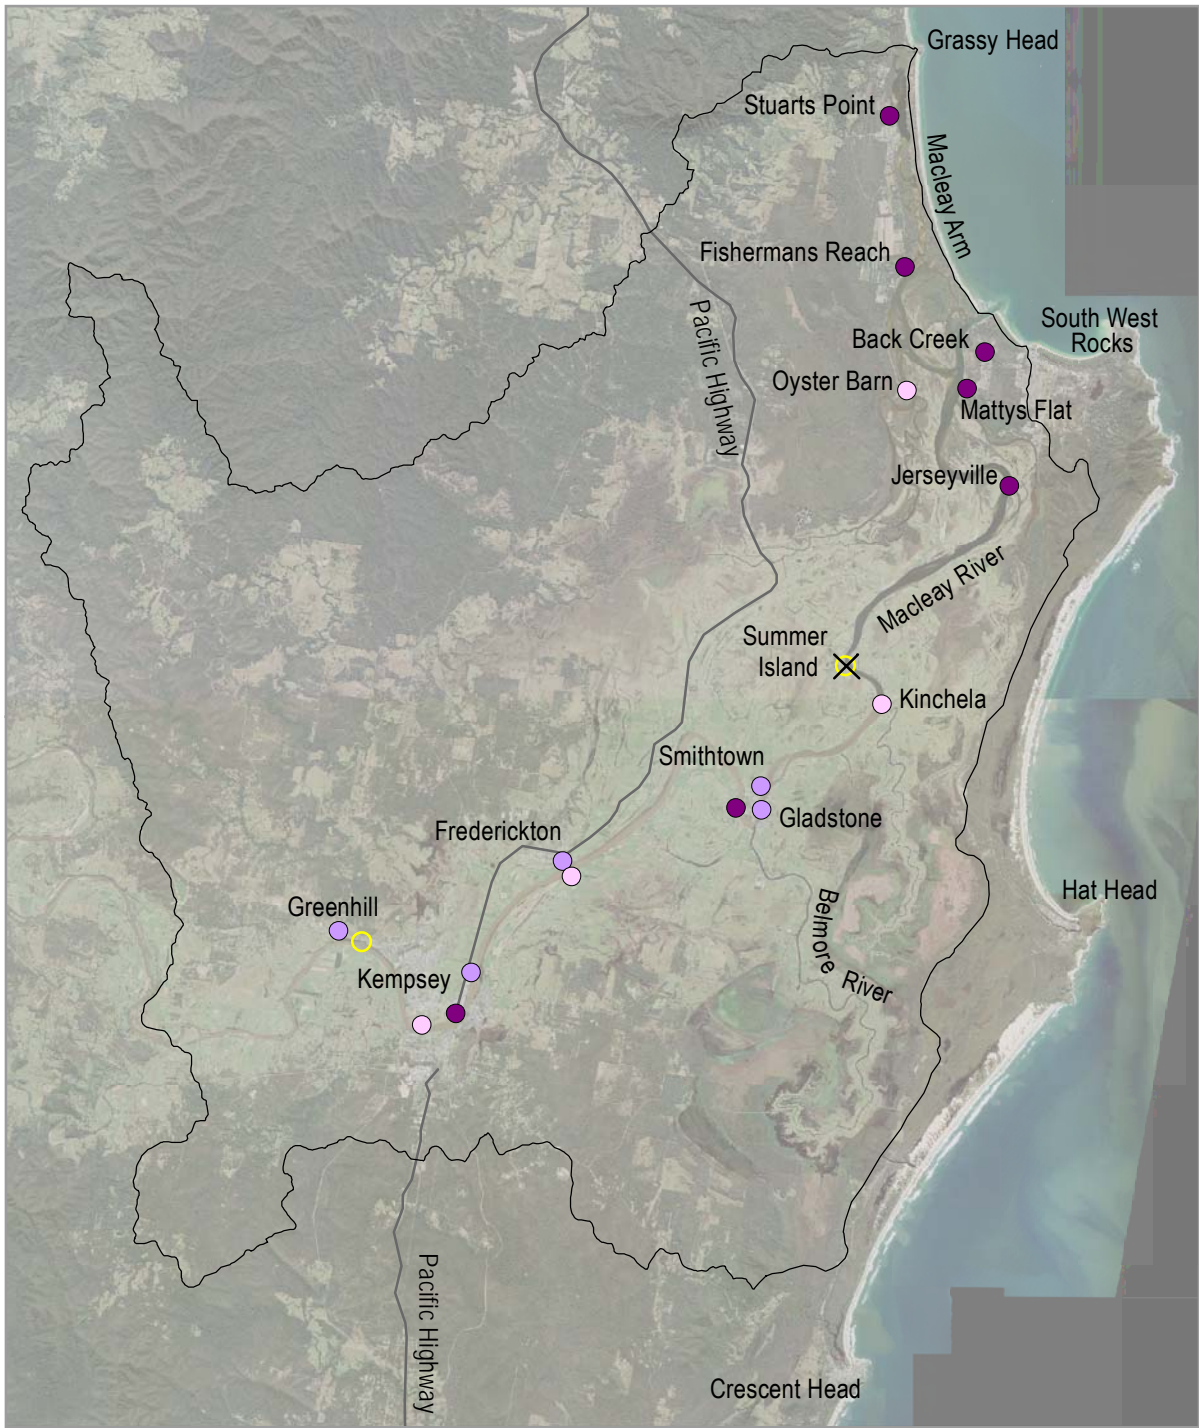 Grassy Head
Stuarts Point
Macleay Arm
Fishermans Reach
Pacific Highway
South West
Rocks
Back Creek
Oyster Barn
Mattys Flat
Jerseyville
Macleay River
Summer
Island
Kinchela
Smithtown
Gladstone
Frederickton
Hat Head
Greenhill
Belmore River
Kempsey
Pacific Highway
Crescent Head